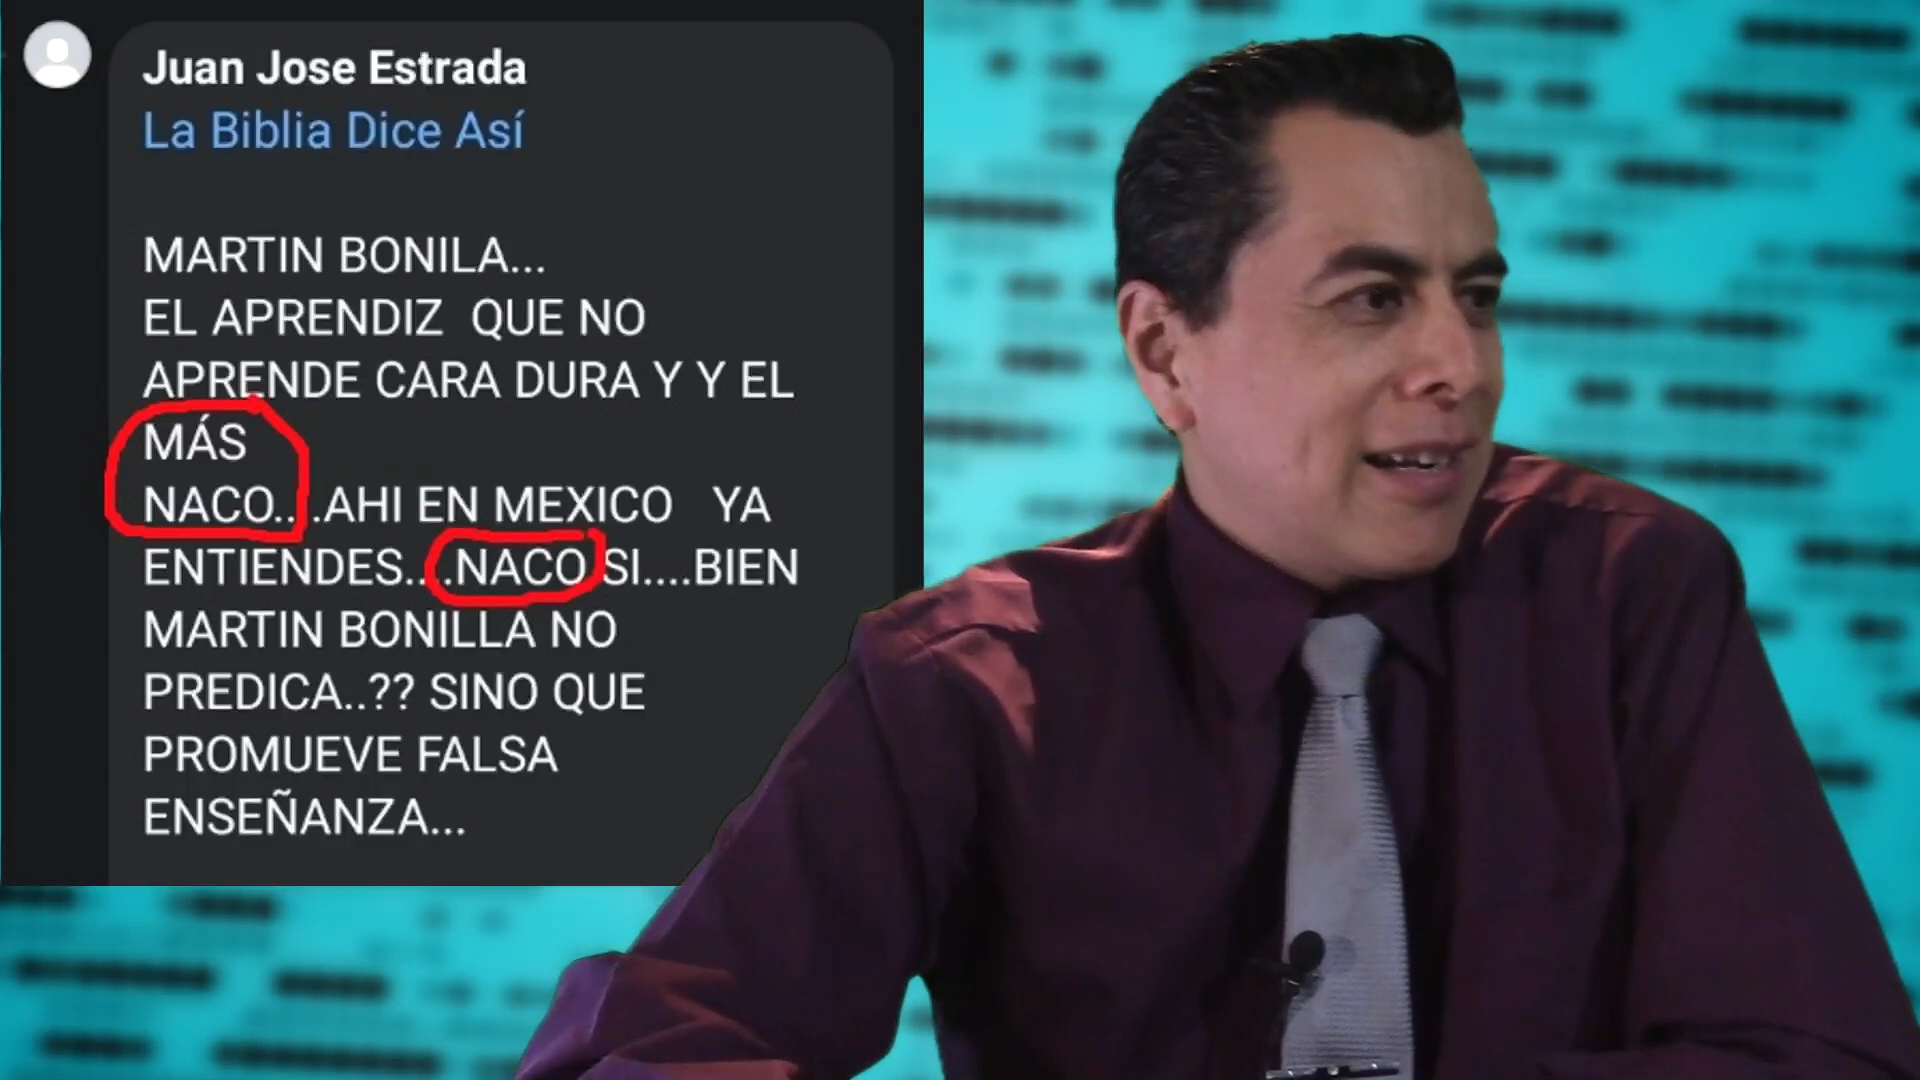 Juan Jose Estrada
La Biblia Dice Así
MARTIN BONILA...
EL APRENDIZ QUE NO
APRENDE CARA DURA Y Y EL
MÁS
NACO....AHI EN MEXICO YA
ENTIENDES....NACO SI....BIEN
MARTIN BONILLA NO
PREDICA..?? SINO QUE
PROMUEVE FALSA
ENSEÑANZA...